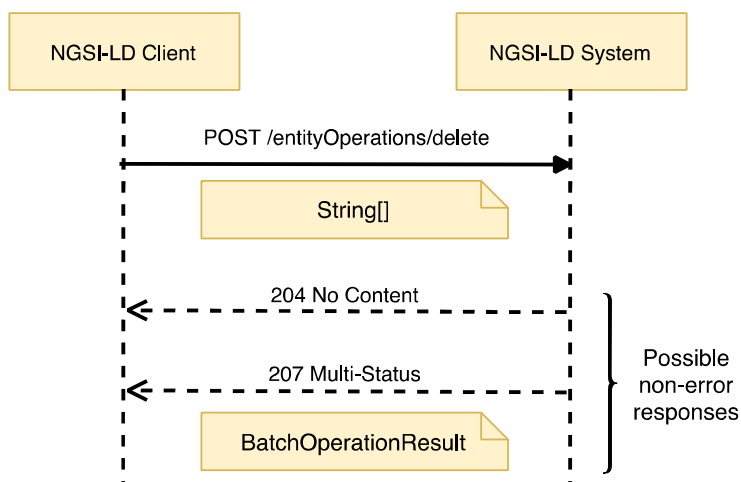 NGSI-LD Client
NGSI-LD System
POST /entityOperations/delete
String[]
204 No Content
207 Multi-Status
BatchOperationResult
Possible
non-error
responses